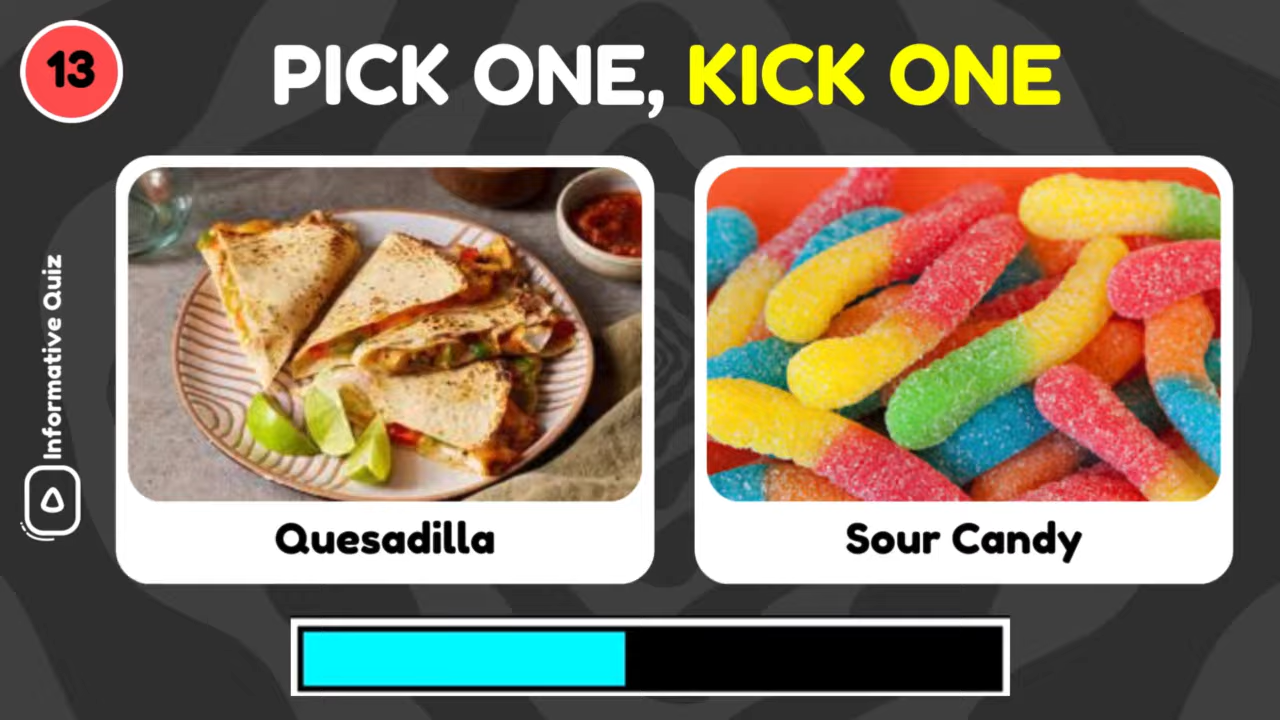 13
PICK ONE, KICK ONE
Informative Quiz
Quesadilla
Sour Candy